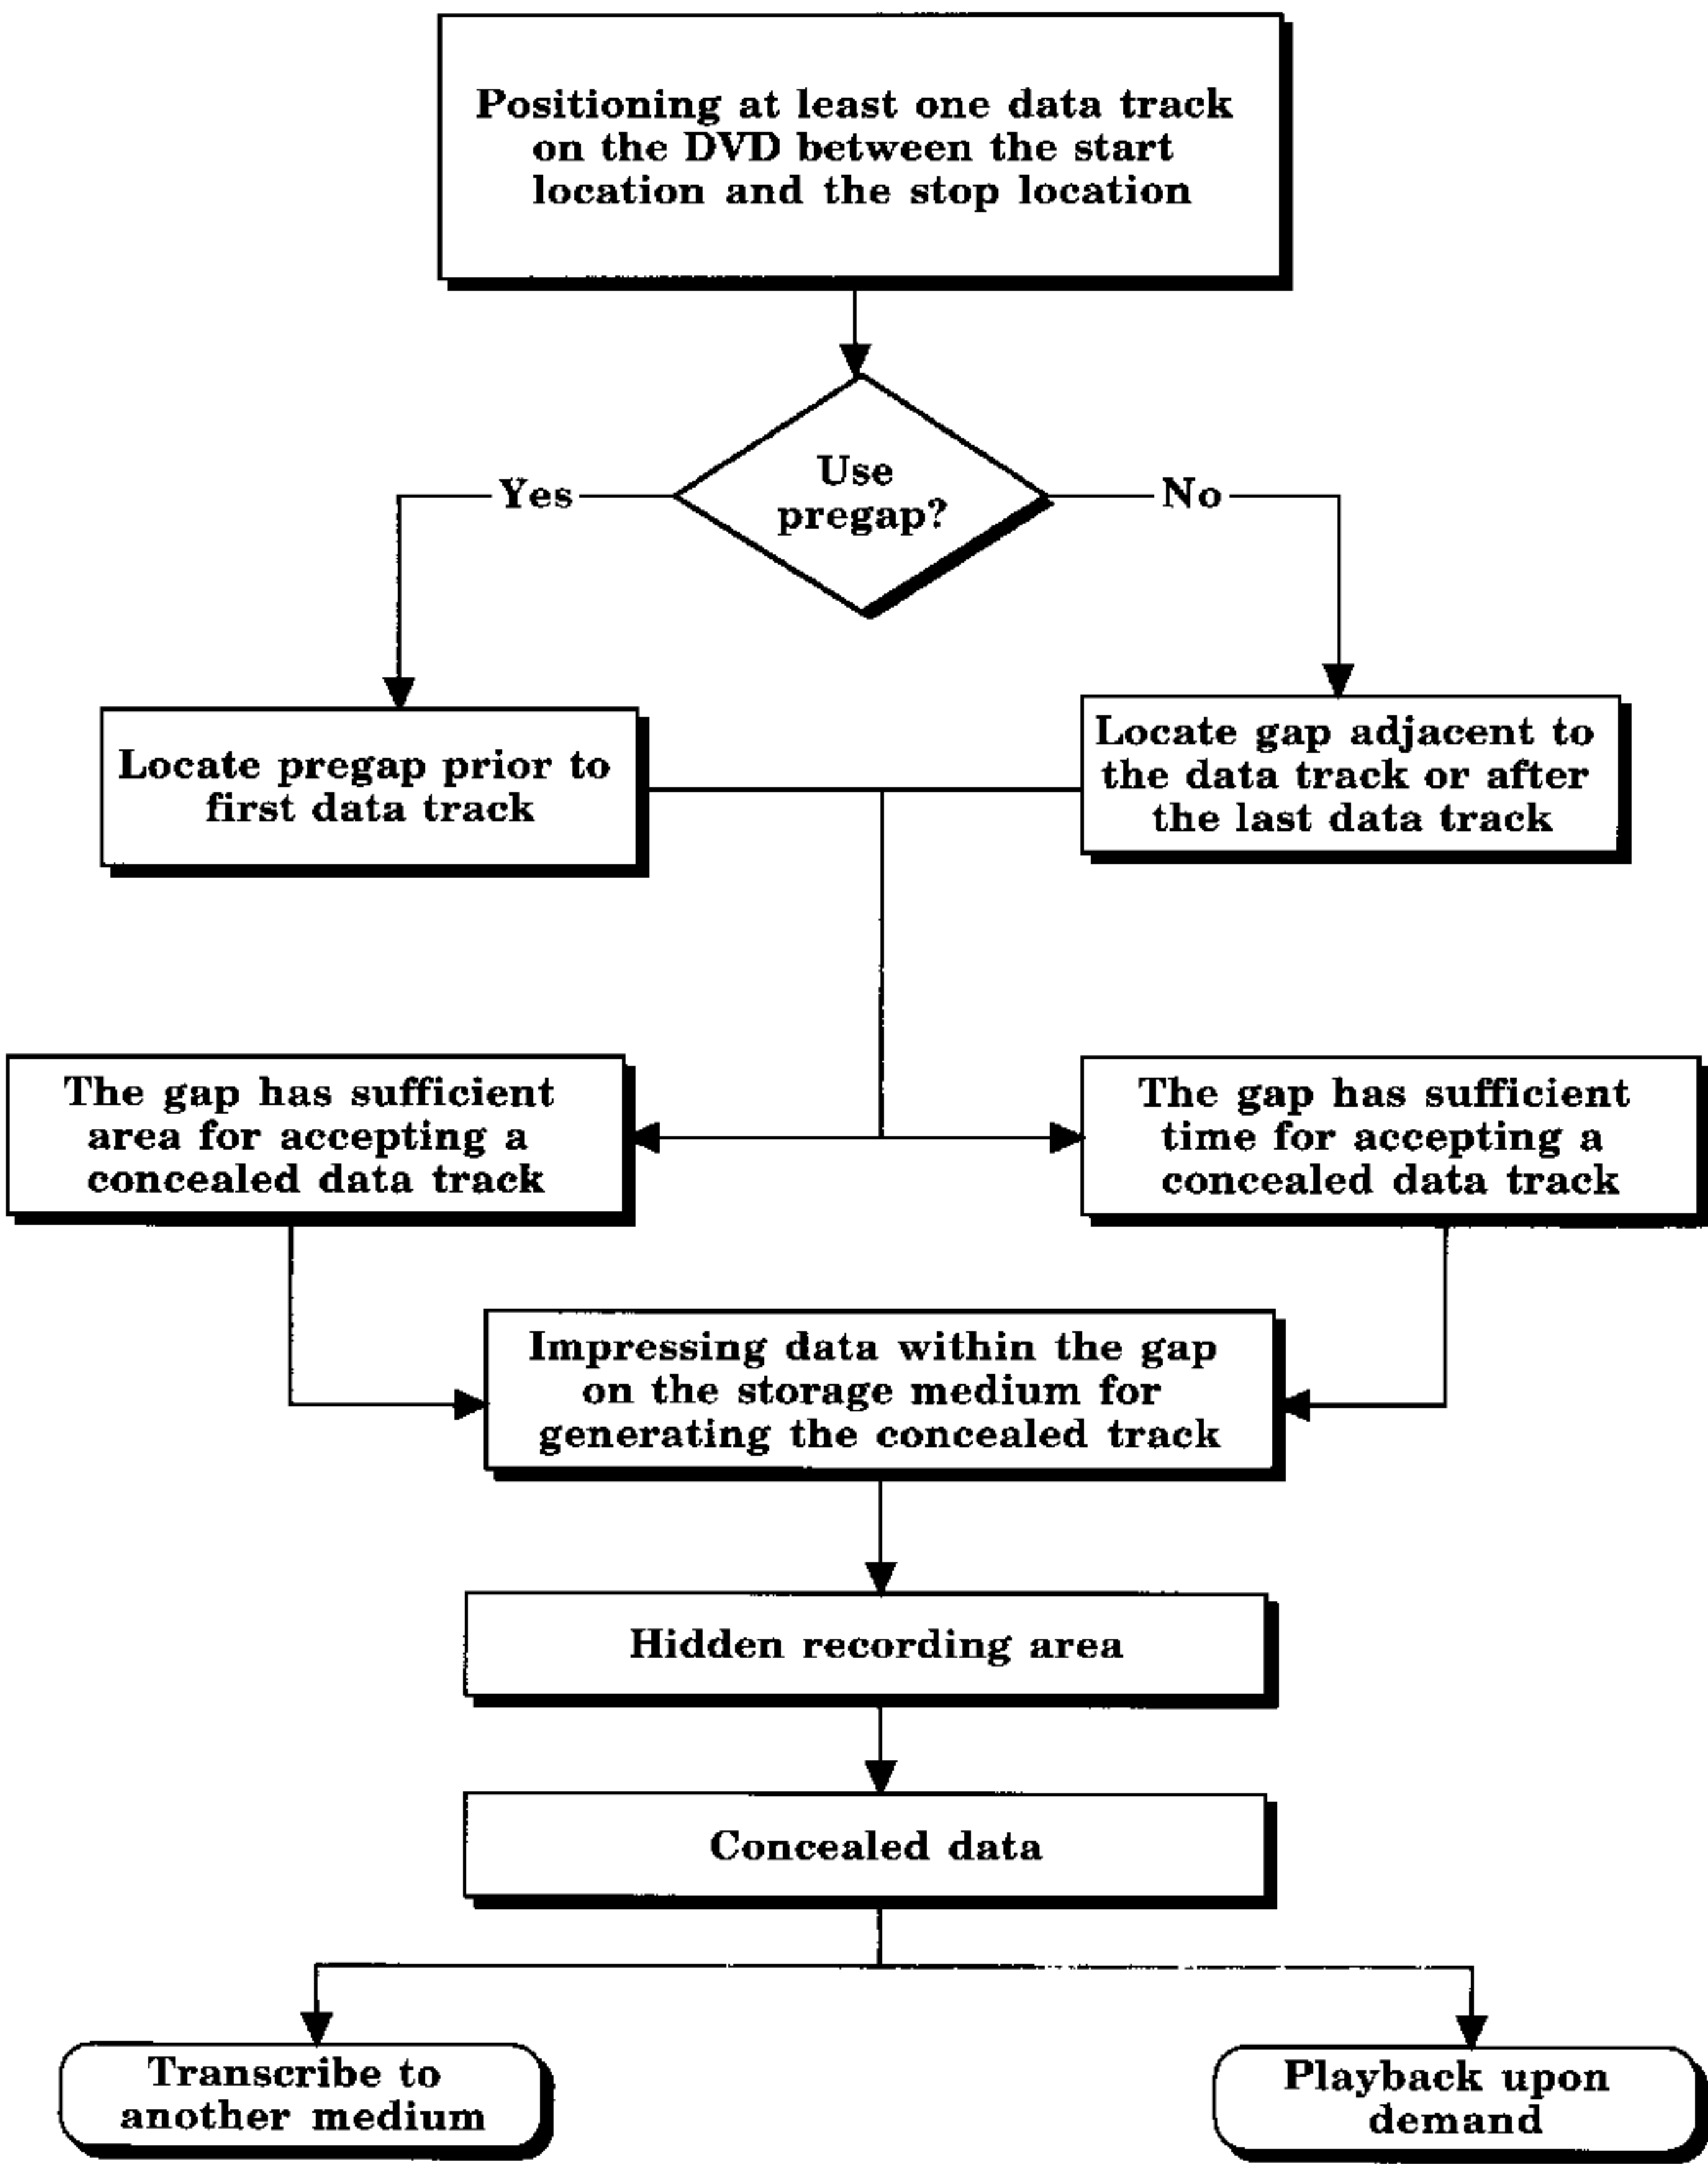 Positioning at least one data track
on the DVD between the start
location and the stop location
Use
pregap?
Yes
No
Locate pregap prior to
first data track
Locate gap adjacent to
the data track or after
the last data track
The gap has sufficient
area for accepting a
concealed data track
The gap has sufficient
time for accepting a
concealed data track
Impressing data within the gap
on the storage medium for
generating the concealed track
Hidden recording area
Concealed data
Transcribe to
another medium
Playback upon
demand